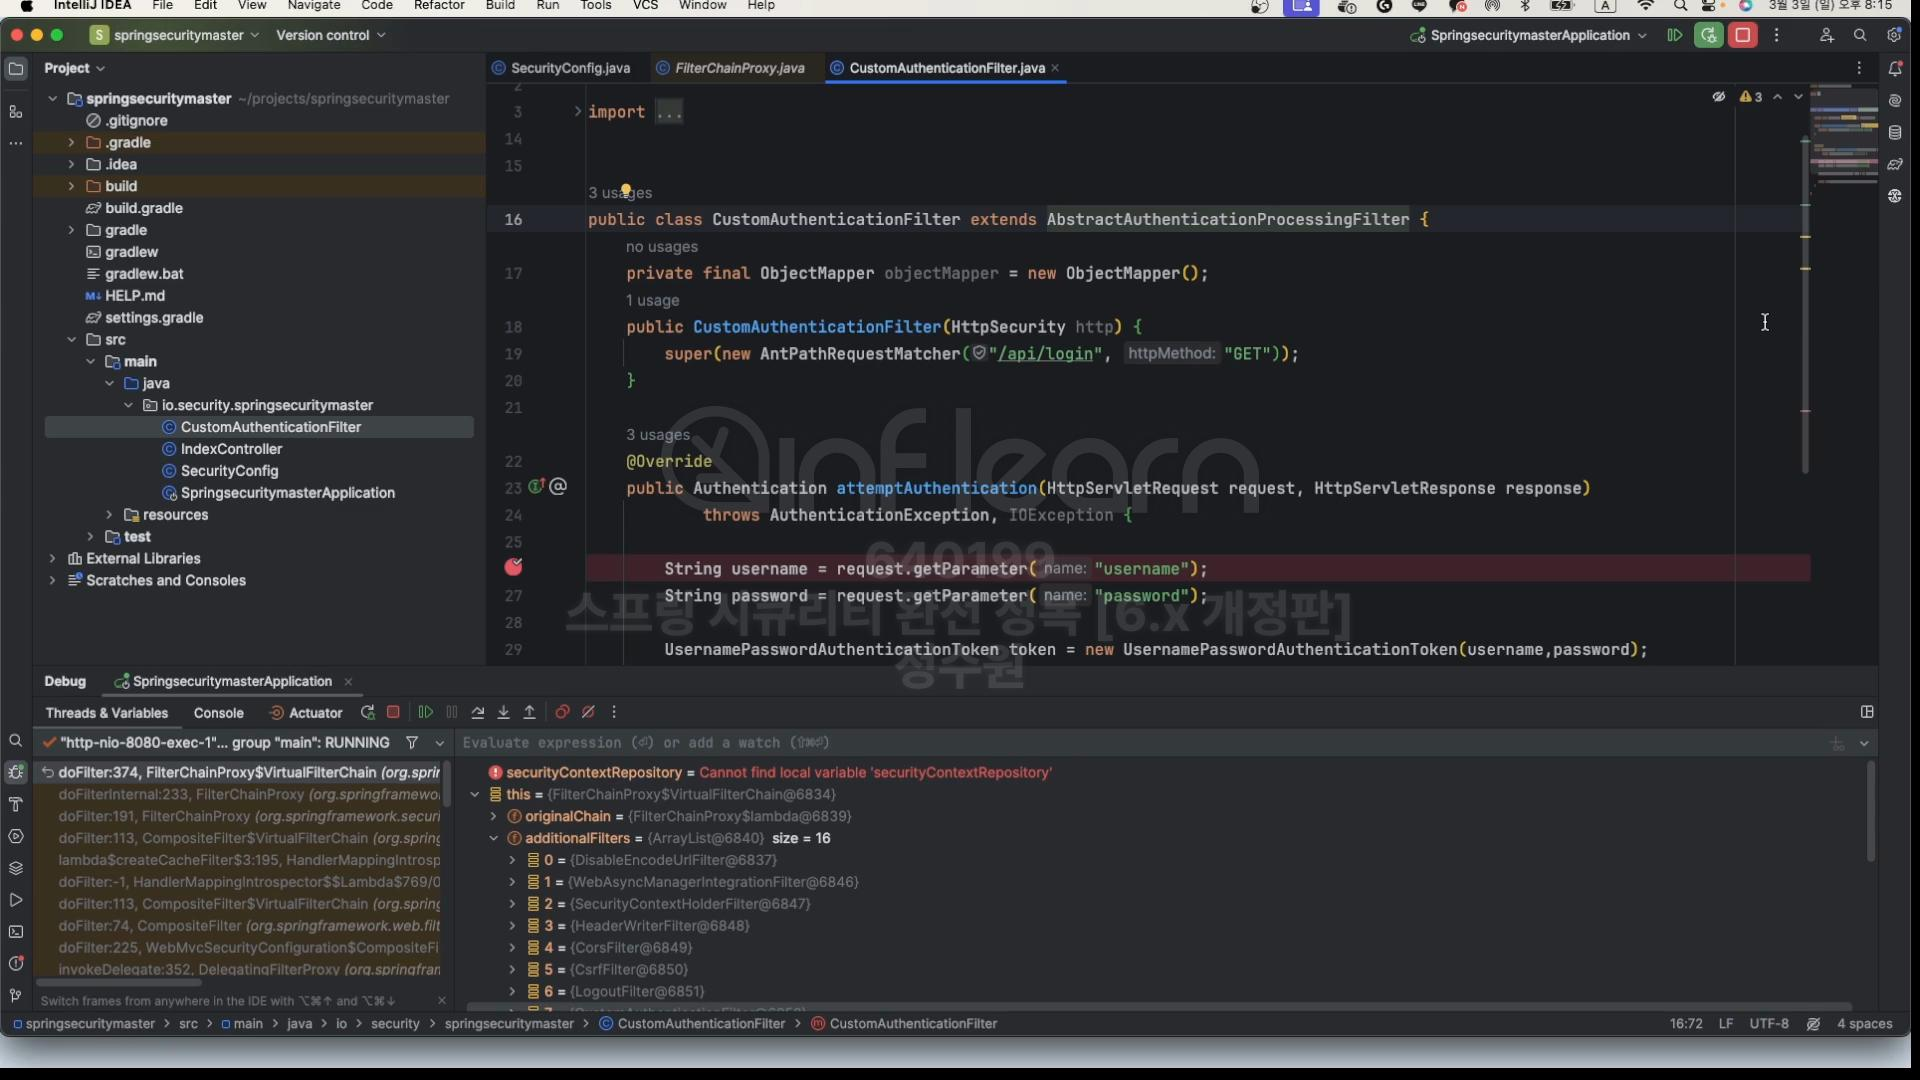 IntelliJ IDEA File Edit View Navigate Code Refactor Build Run Tools VCS Window Help
3월 3일 (일) 오후 8:15
S springsecuritymaster Version control
SpringsecuritymasterApplication
Project
springsecuritymaster ~/projects/springsecuritymaster
.gitignore
.gradle
.idea
build
build.gradle
gradle
gradlew
gradlew.bat
HELP.md
settings.gradle
src
main
java
io.security.springsecuritymaster
CustomAuthenticationFilter
IndexController
SecurityConfig
SpringsecuritymasterApplication
resources
test
External Libraries
Scratches and Consoles
SecurityConfig.java FilterChainProxy.java CustomAuthenticationFilter.java
3
2
3 import ...
14
15
3 usages
16 public class CustomAuthenticationFilter extends AbstractAuthenticationProcessingFilter {
no usages
17 private final ObjectMapper objectMapper = new ObjectMapper();
1 usage
18 public CustomAuthenticationFilter(HttpSecurity http) {
19 super(new AntPathRequestMatcher("/api/login", httpMethod: "GET"));
20 }
21
3 usages
22 @Override
23 public Authentication attemptAuthentication(HttpServletRequest request, HttpServletResponse response)
24 throws AuthenticationException, IOException {
25
String username = request.getParameter( name: "username");
27 String password = request.getParameter( name: "password");
28
29 UsernamePasswordAuthenticationToken token = new UsernamePasswordAuthenticationToken(username,password);
inflearn
640199
스프링 시큐리티 완전 정복 [6.x 개정판]
정수원
Debug SpringsecuritymasterApplication
Threads & Variables Console Actuator
"http-nio-8080-exec-1"... group "main": RUNNING
doFilter:374, FilterChainProxy$VirtualFilterChain (org.sprir
doFilterInternal:233, FilterChainProxy (org.springframewo
doFilter:191, FilterChainProxy (org.springframework.securi
doFilter:113, CompositeFilter$VirtualFilterChain (org.spring
lambda$createCacheFilter$3:195, HandlerMappingIntrosp
doFilter:-1, HandlerMappingIntrospector$$Lambda$769/0
doFilter:113, CompositeFilter$VirtualFilterChain (org.spring
doFilter:74, CompositeFilter (org.springframework.web.filt
doFilter:225, WebMvcSecurityConfiguration$CompositeFi
invokeDelegate:352, DelegatingFilterProxy (org.springfran
Switch frames from anywhere in the IDE with ⌥⌘↑ and ⌥⌘↓
Evaluate expression (⏎) or add a watch (⇧⌘⏎)
securityContextRepository = Cannot find local variable 'securityContextRepository'
this = {FilterChainProxy$VirtualFilterChain@6834}
originalChain = {FilterChainProxy$lambda@6839}
additionalFilters = {ArrayList@6840} size = 16
0 = {DisableEncodeUrlFilter@6837}
1 = {WebAsyncManagerIntegrationFilter@6846}
2 = {SecurityContextHolderFilter@6847}
3 = {HeaderWriterFilter@6848}
4 = {CorsFilter@6849}
5 = {CsrfFilter@6850}
6 = {LogoutFilter@6851}
springsecuritymaster > src > main > java > io > security > springsecuritymaster > CustomAuthenticationFilter > CustomAuthenticationFilter
16:72 LF UTF-8 4 spaces